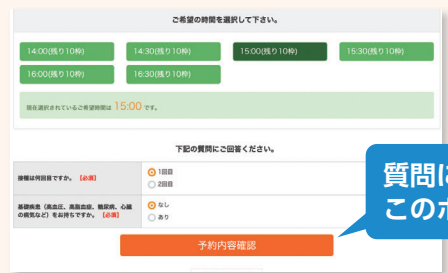 ご希望の時間を選択して下さい。
14:00(残り10枠)
14:30(残り10枠)
15:00(残り10枠)
15:30(残り10枠)
16:00(残り10枠)
16:30(残り10枠)
現在選択されているご希望時間は 15:00 です。
下記の質問にご回答ください。
接種は何回目ですか。【必須】
1回目
2回目
基礎疾患（高血圧、高脂血症、糖尿病、心臓
の病気など）をお持ちですか。【必須】
なし
あり
質問に
このボ
予約内容確認